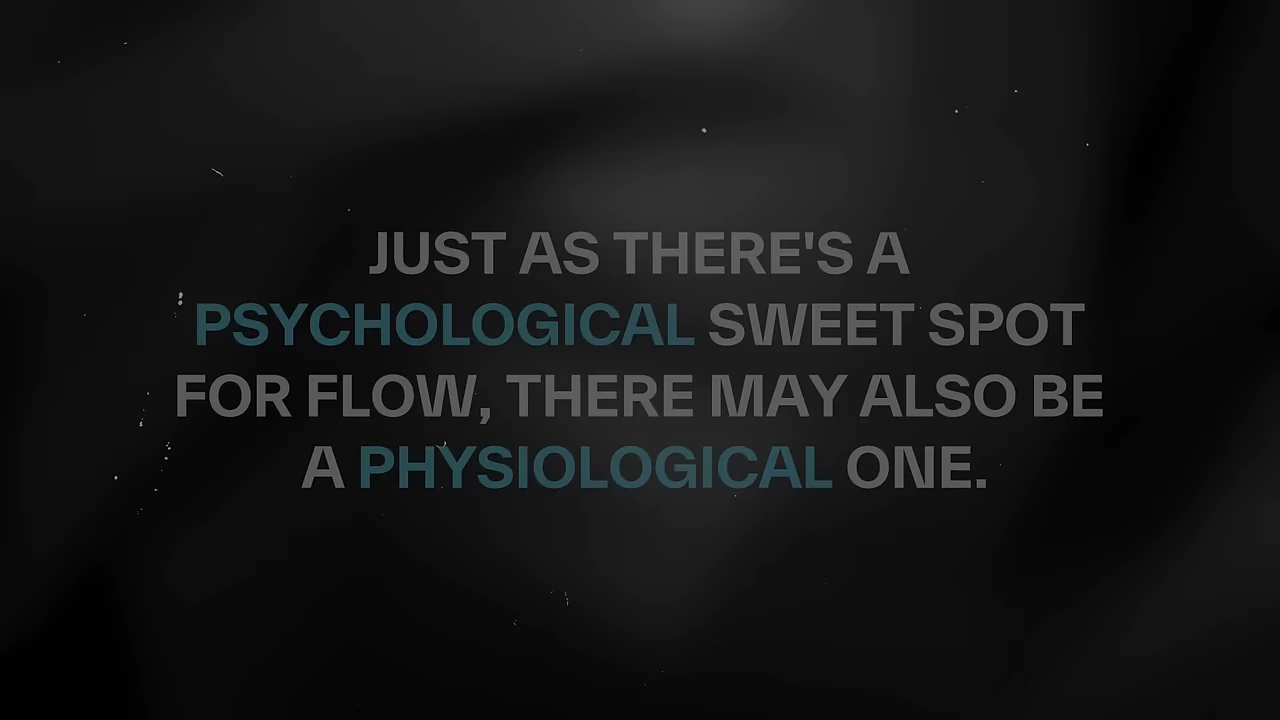 JUST AS THERE'S A
PSYCHOLOGICAL SWEET SPOT
FOR FLOW, THERE MAY ALSO BE
A PHYSIOLOGICAL ONE.